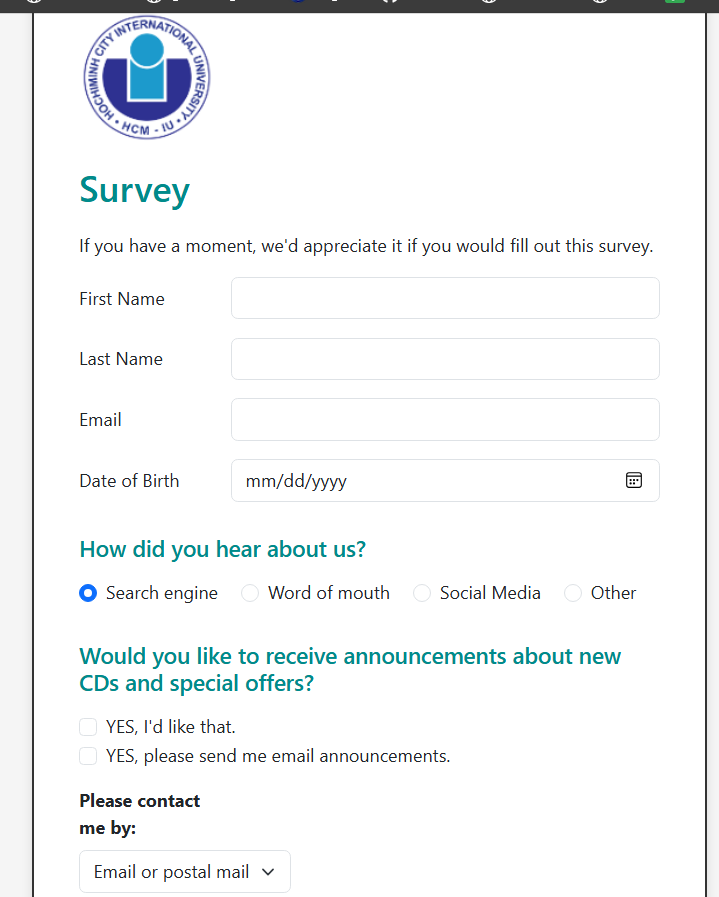 HOCHIMINH CITY INTERNATIONAL UNIVERSITY
HCM - IU
Survey
If you have a moment, we'd appreciate it if you would fill out this survey.
First Name
Last Name
Email
Date of Birth mm/dd/yyyy
How did you hear about us?
Search engine Word of mouth Social Media Other
Would you like to receive announcements about new
CDs and special offers?
YES, I'd like that.
YES, please send me email announcements.
Please contact
me by:
Email or postal mail